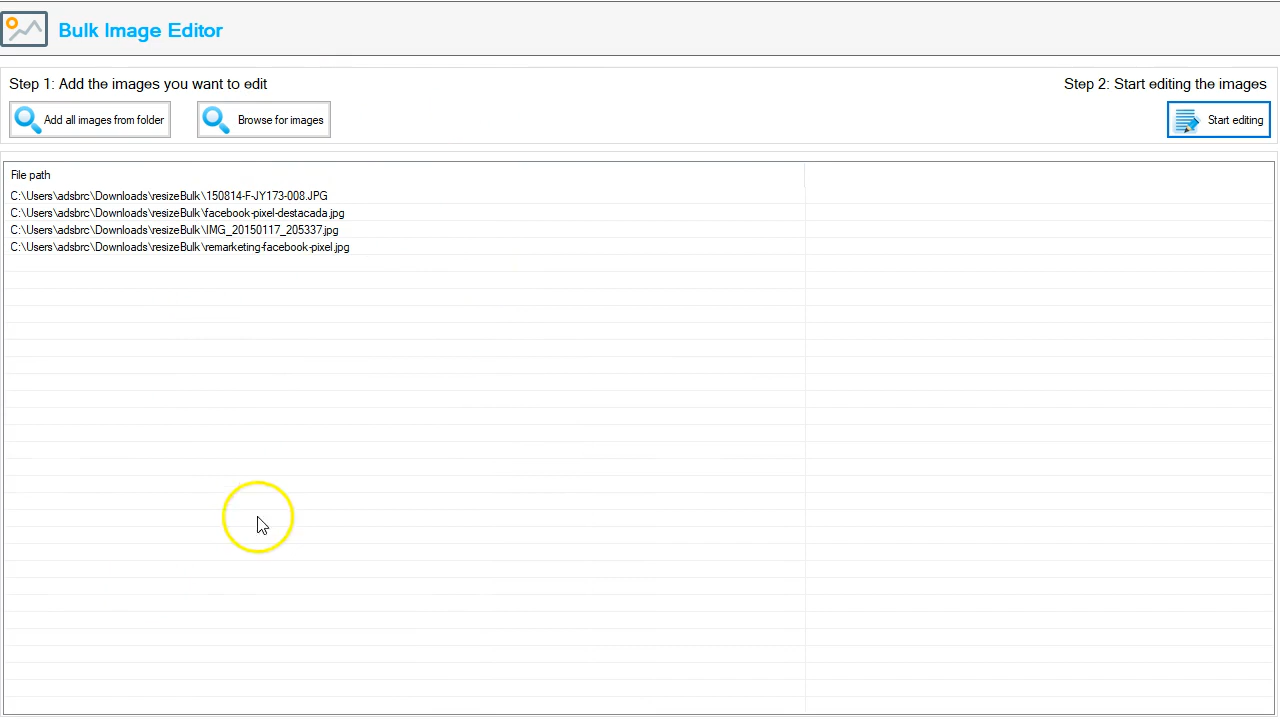 Bulk Image Editor
Step 1: Add the images you want to edit
Step 2: Start editing the images
Add all images from folder
Browse for images
Start editing
File path
C:\Users\adsbrc\Downloads\resizeBulk\150814-F-JY173-008.JPG
C:\Users\adsbrc\Downloads\resizeBulk\facebook-pixel-destacada.jpg
C:\Users\adsbrc\Downloads\resizeBulk\IMG_20150117_205337.jpg
C:\Users\adsbrc\Downloads\resizeBulk\remarketing-facebook-pixel.jpg